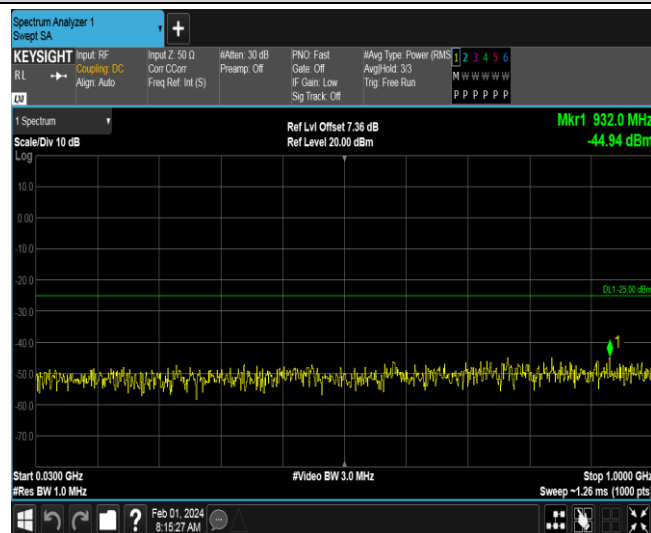 Spectrum Analyzer 1
Swept SA
+
KEYSIGHT
RL
Input: RF
Coupling: DC
Align: Auto
Input Z: 50 Ω
Corr CCorr
Freq Ref: Int (S)
#Atten: 30 dB
Preamp: Off
PNO: Fast
Gate: Off
IF Gain: Low
Sig Track: Off
#Avg Type: Power (RMS
Avg|Hold: 3/3
Trig: Free Run
1 2 3 4 5 6
M W W W W W
P P P P P P
1 Spectrum
Scale/Div 10 dB
Log
Ref Lvl Offset 7.36 dB
Ref Level 20.00 dBm
Mkr1 932.0 MHz
-44.94 dBm
10.0
0.00
-10.0
-20.0
DL1 -25.00 dBm
-30.0
-40.0
1
-50.0
-60.0
-70.0
Start 0.0300 GHz
#Res BW 1.0 MHz
#Video BW 3.0 MHz
Stop 1.0000 GHz
Sweep ~1.26 ms (1000 pts)
?
Feb 01, 2024
8:15:27 AM